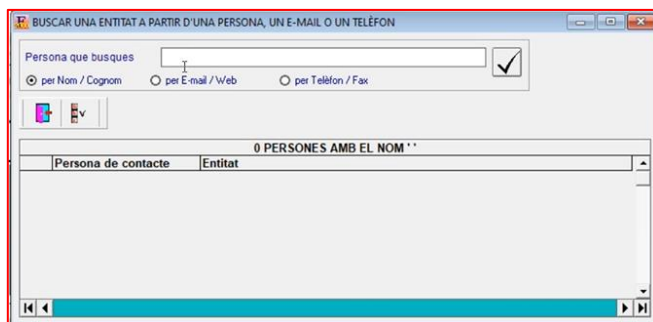 BUSCAR UNA ENTITAT A PARTIR D'UNA PERSONA, UN E-MAIL O UN TELÈFON
Persona que busques
per Nom / Cognom per E-mail / Web per Telèfon / Fax
0 PERSONES AMB EL NOM ' '
Persona de contacte Entitat